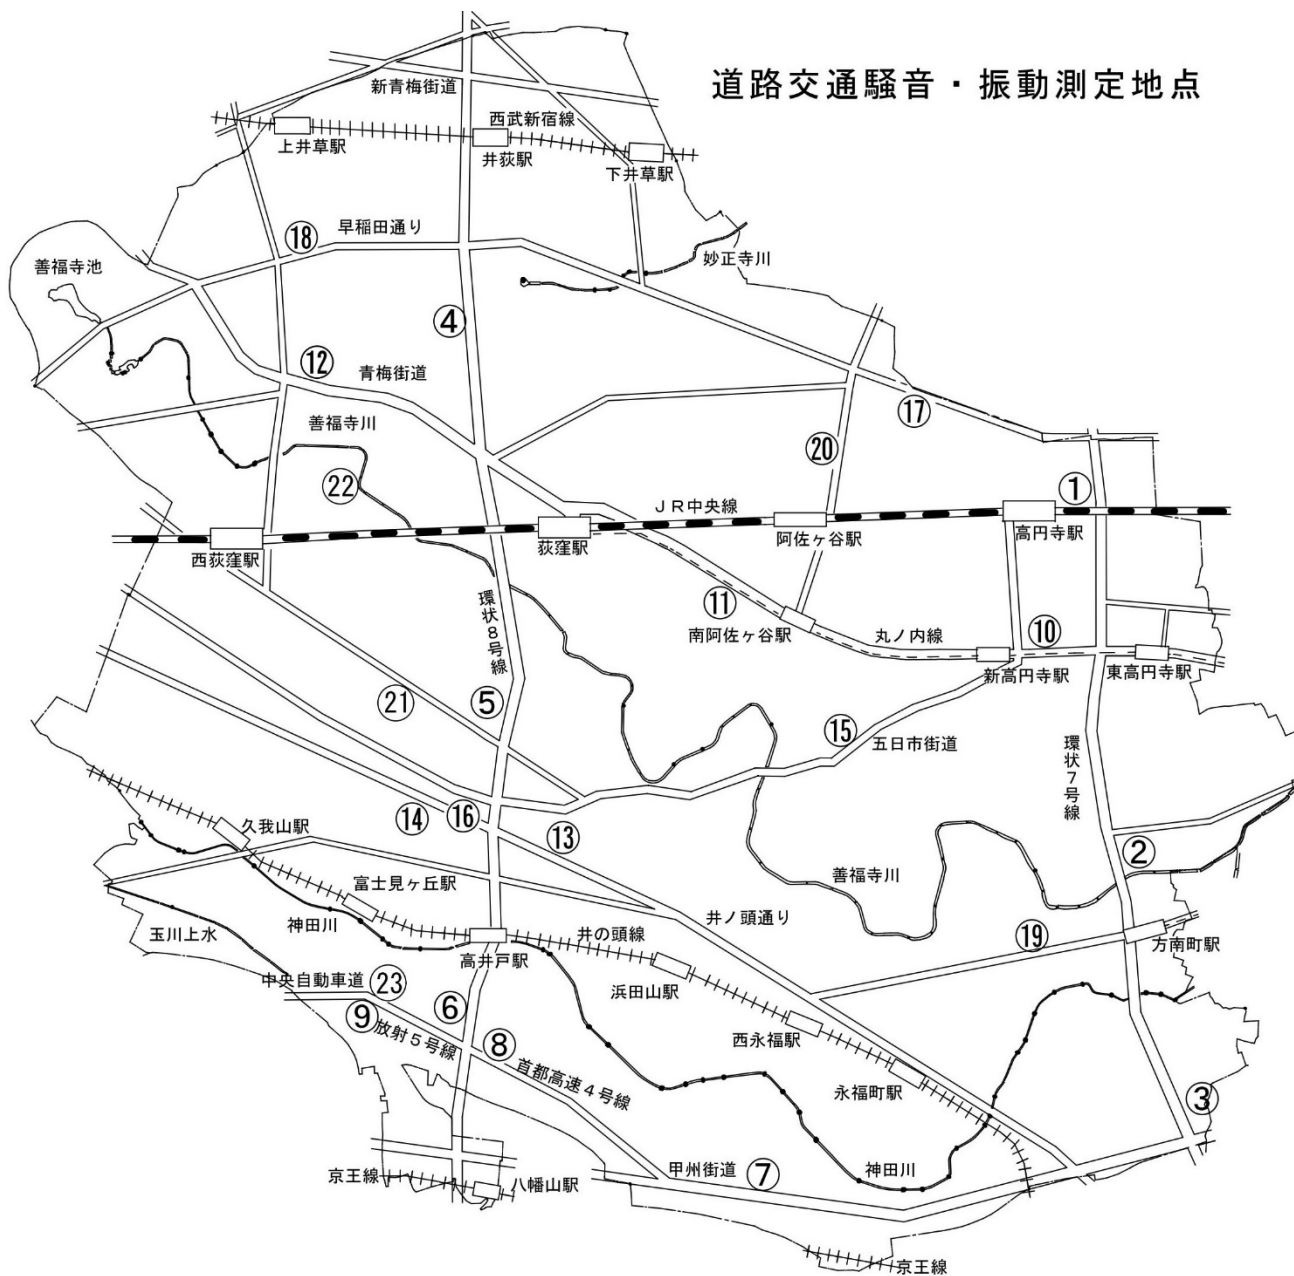 道路交通騒音・振動測定地点
新青梅街道
西武新宿線
上井草駅
井荻駅
下井草駅
早稲田通り
⑱
妙正寺川
善福寺池
④
⑫
青梅街道
⑰
善福寺川
⑳
㉒
JR中央線
①
西荻窪駅
荻窪駅
阿佐ヶ谷駅
高円寺駅
環状8号線
⑪
南阿佐ヶ谷駅
丸ノ内線
⑩
新高円寺駅
東高円寺駅
㉑
⑤
⑮
五日市街道
環状7号線
久我山駅
⑭
⑯
⑬
②
富士見ヶ丘駅
善福寺川
神田川
井ノ頭通り
玉川上水
井の頭線
⑲
方南町駅
高井戸駅
中央自動車道
㉓
浜田山駅
⑥
⑨
放射5号線
⑧
首都高速4号線
西永福駅
永福町駅
③
京王線
八幡山駅
甲州街道
⑦
神田川
京王線